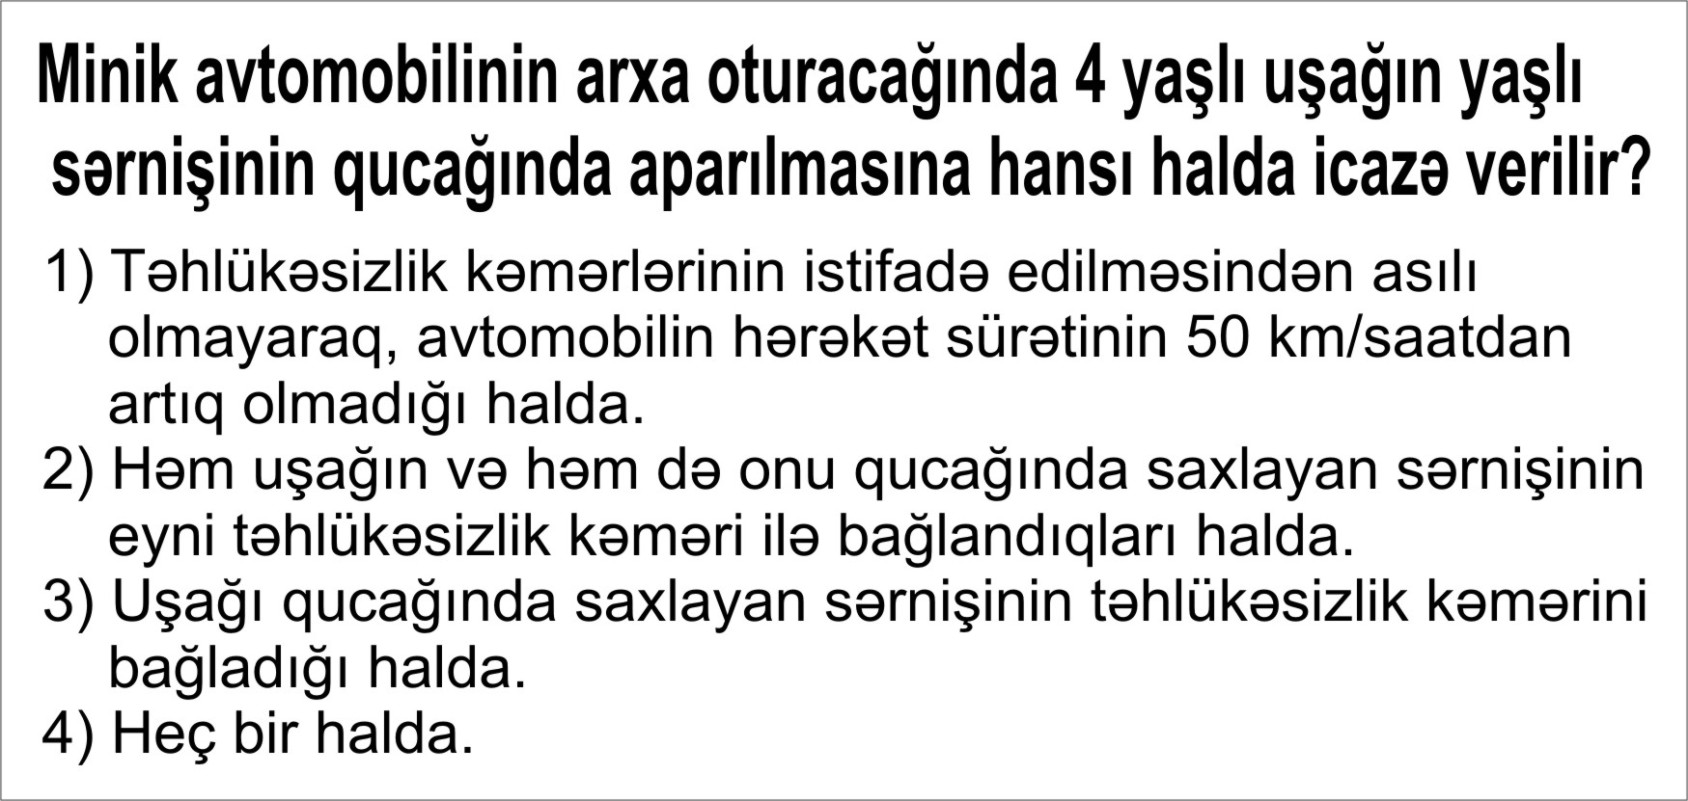 Minik avtomobilinin arxa oturacağında 4 yaşlı uşağın yaşlı
sərnişinin qucağında aparılmasına hansı halda icazə verilir?
1) Təhlükəsizlik kəmərlərinin istifadə edilməsindən asılı
olmayaraq, avtomobilin hərəkət sürətinin 50 km/saatdan
artıq olmadığı halda.
2) Həm uşağın və həm də onu qucağında saxlayan sərnişinin
eyni təhlükəsizlik kəməri ilə bağlandıqları halda.
3) Uşağı qucağında saxlayan sərnişinin təhlükəsizlik kəmərini
bağladığı halda.
4) Heç bir halda.